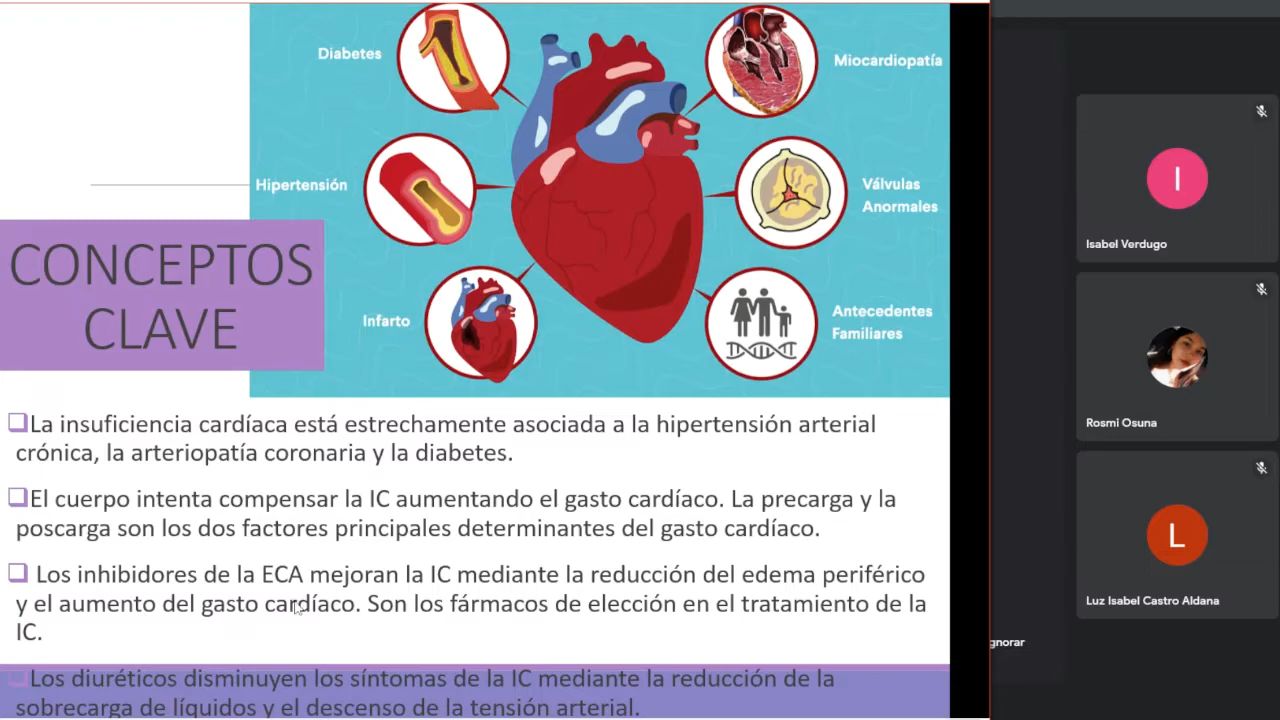 Diabetes
Miocardiopatía
Hipertensión
Válvulas
Anormales
Infarto
Antecedentes
Familiares
CONCEPTOS
CLAVE
La insuficiencia cardíaca está estrechamente asociada a la hipertensión arterial
crónica, la arteriopatía coronaria y la diabetes.
El cuerpo intenta compensar la IC aumentando el gasto cardíaco. La precarga y la
poscarga son los dos factores principales determinantes del gasto cardíaco.
Los inhibidores de la ECA mejoran la IC mediante la reducción del edema periférico
y el aumento del gasto cardíaco. Son los fármacos de elección en el tratamiento de la
IC.
Los diuréticos disminuyen los síntomas de la IC mediante la reducción de la
sobrecarga de líquidos y el descenso de la tensión arterial.
I
Isabel Verdugo
Rosmi Osuna
L
Luz Isabel Castro Aldana
gnorar